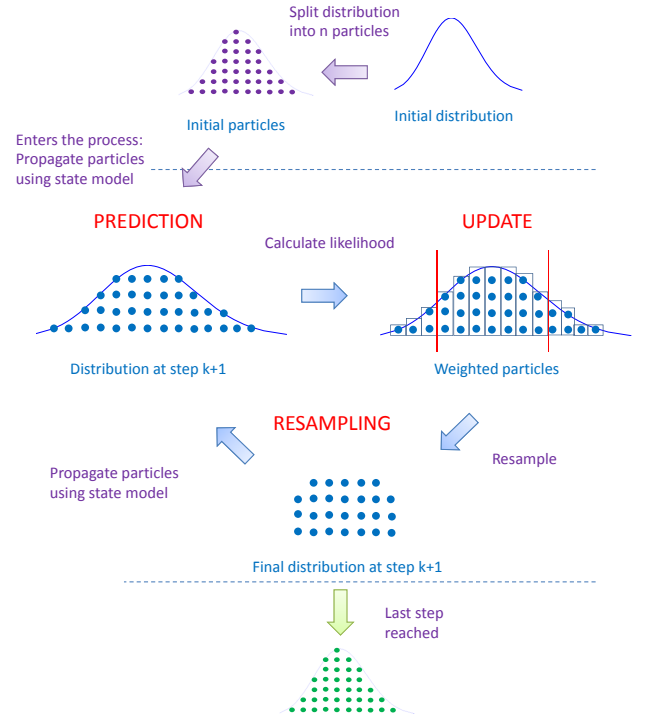 Split distribution
into n particles
Initial particles
Initial distribution
Enters the process:
Propagate particles
using state model
PREDICTION
UPDATE
Calculate likelihood
Distribution at step k+1
Weighted particles
RESAMPLING
Propagate particles
using state model
Resample
Final distribution at step k+1
Last step
reached